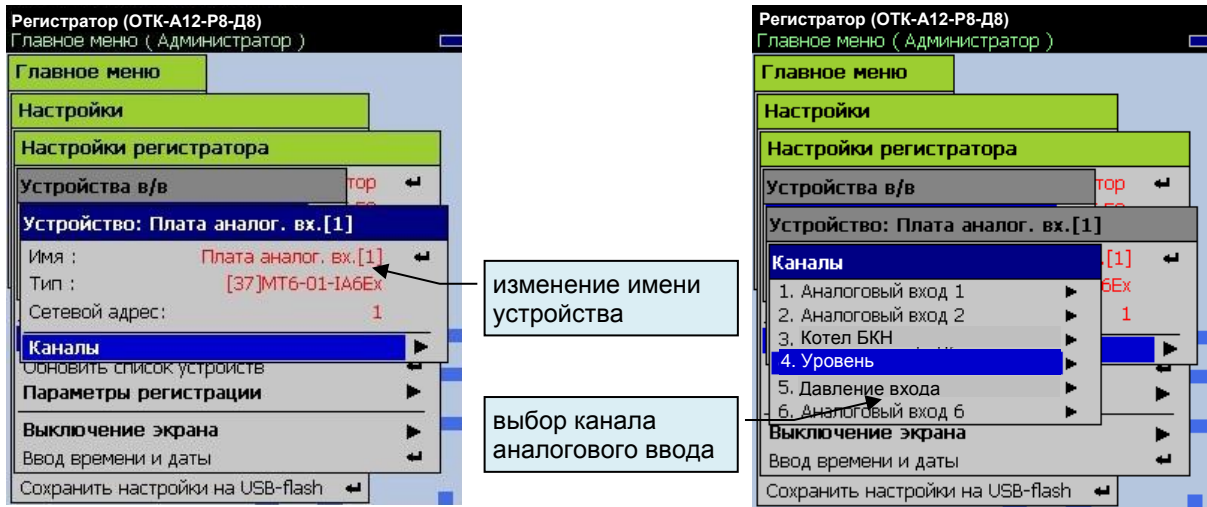 Регистратор (ОТК-А12-Р8-Д8)
Главное меню ( Администратор )
Главное меню
Настройки
Настройки регистратора
Устройства в/в
тор
Устройство: Плата аналог. вх.[1]
Имя : Плата аналог. вх.[1]
Тип : [37]МТ6-01-IA6Ex
Сетевой адрес: 1
Каналы
Обновить список устройств
Параметры регистрации
Выключение экрана
Ввод времени и даты
Сохранить настройки на USB-flash
изменение имени
устройства
выбор канала
аналогового ввода
Регистратор (ОТК-А12-Р8-Д8)
Главное меню ( Администратор )
Главное меню
Настройки
Настройки регистратора
Устройства в/в
тор
Устройство: Плата аналог. вх.[1]
Каналы
.[1]
1. Аналоговый вход 1
6Ex
2. Аналоговый вход 2
1
3. Котел БКН
4. Уровень
5. Давление входа
6. Аналоговый вход 6
Выключение экрана
Ввод времени и даты
Сохранить настройки на USB-flash